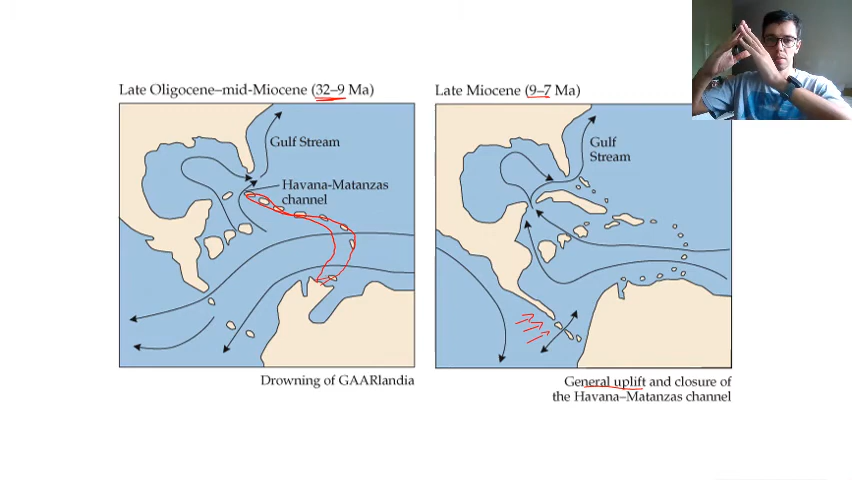 Late Oligocene–mid-Miocene (32–9 Ma)
Gulf Stream
Havana-Matanzas
channel
Drowning of GAARlandia
Late Miocene (9–7 Ma)
Gulf
Stream
General uplift and closure of
the Havana–Matanzas channel